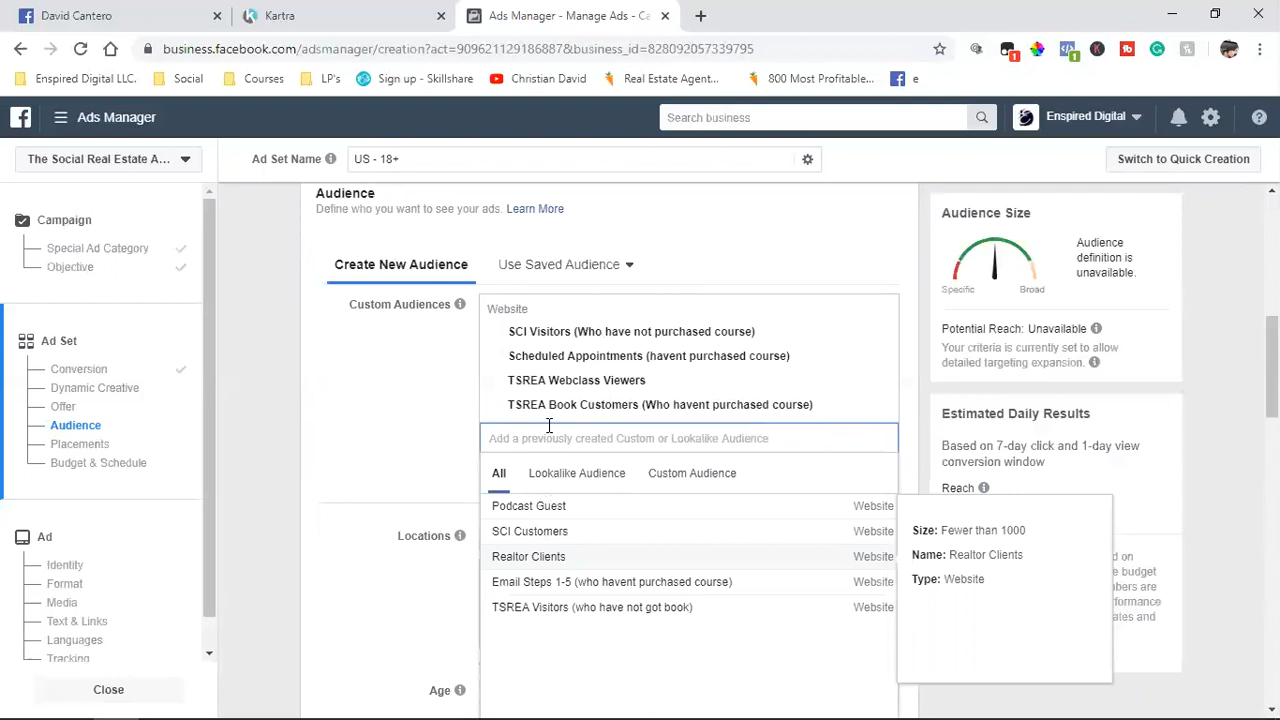 David Cantero
Kartra
Ads Manager - Manage Ads - Ca
business.facebook.com/adsmanager/creation?act=909621129186887&business_id=828092057339795
1
1
Enspired Digital LLC.
Social
Courses
LP's
Sign up - Skillshare
Christian David
Real Estate Agent...
800 Most Profitable...
e
Ads Manager
Search business
Enspired Digital
The Social Real Estate A...
Ad Set Name
US - 18+
Switch to Quick Creation
Campaign
Special Ad Category
Objective
Ad Set
Conversion
Dynamic Creative
Offer
Audience
Placements
Budget & Schedule
Ad
Identity
Format
Media
Text & Links
Languages
Tracking
Close
Audience
Define who you want to see your ads. Learn More
Create New Audience
Use Saved Audience
Custom Audiences
Website
SCI Visitors (Who have not purchased course)
Scheduled Appointments (havent purchased course)
TSREA Webclass Viewers
TSREA Book Customers (Who havent purchased course)
Add a previously created Custom or Lookalike Audience
All
Lookalike Audience
Custom Audience
Podcast Guest Website
SCI Customers Website
Realtor Clients Website
Email Steps 1-5 (who havent purchased course) Website
TSREA Visitors (who have not got book) Website
Locations
Age
Audience Size
Specific
Broad
Audience
definition is
unavailable.
Potential Reach: Unavailable
Your criteria is currently set to allow
detailed targeting expansion.
Estimated Daily Results
Based on 7-day click and 1-day view
conversion window
Reach
Size: Fewer than 1000
Name: Realtor Clients
Type: Website
d on
e budget
mbers are
rformance
ates and